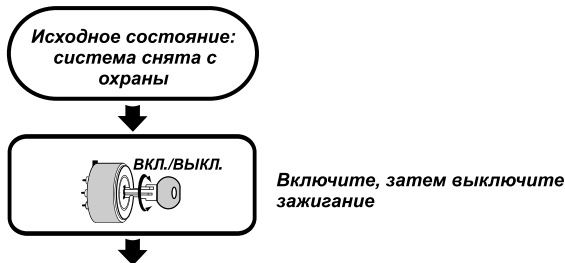 Исходное состояние:
система снята с
охраны
ВКЛ./ВЫКЛ.
Включите, затем выключите
зажигание